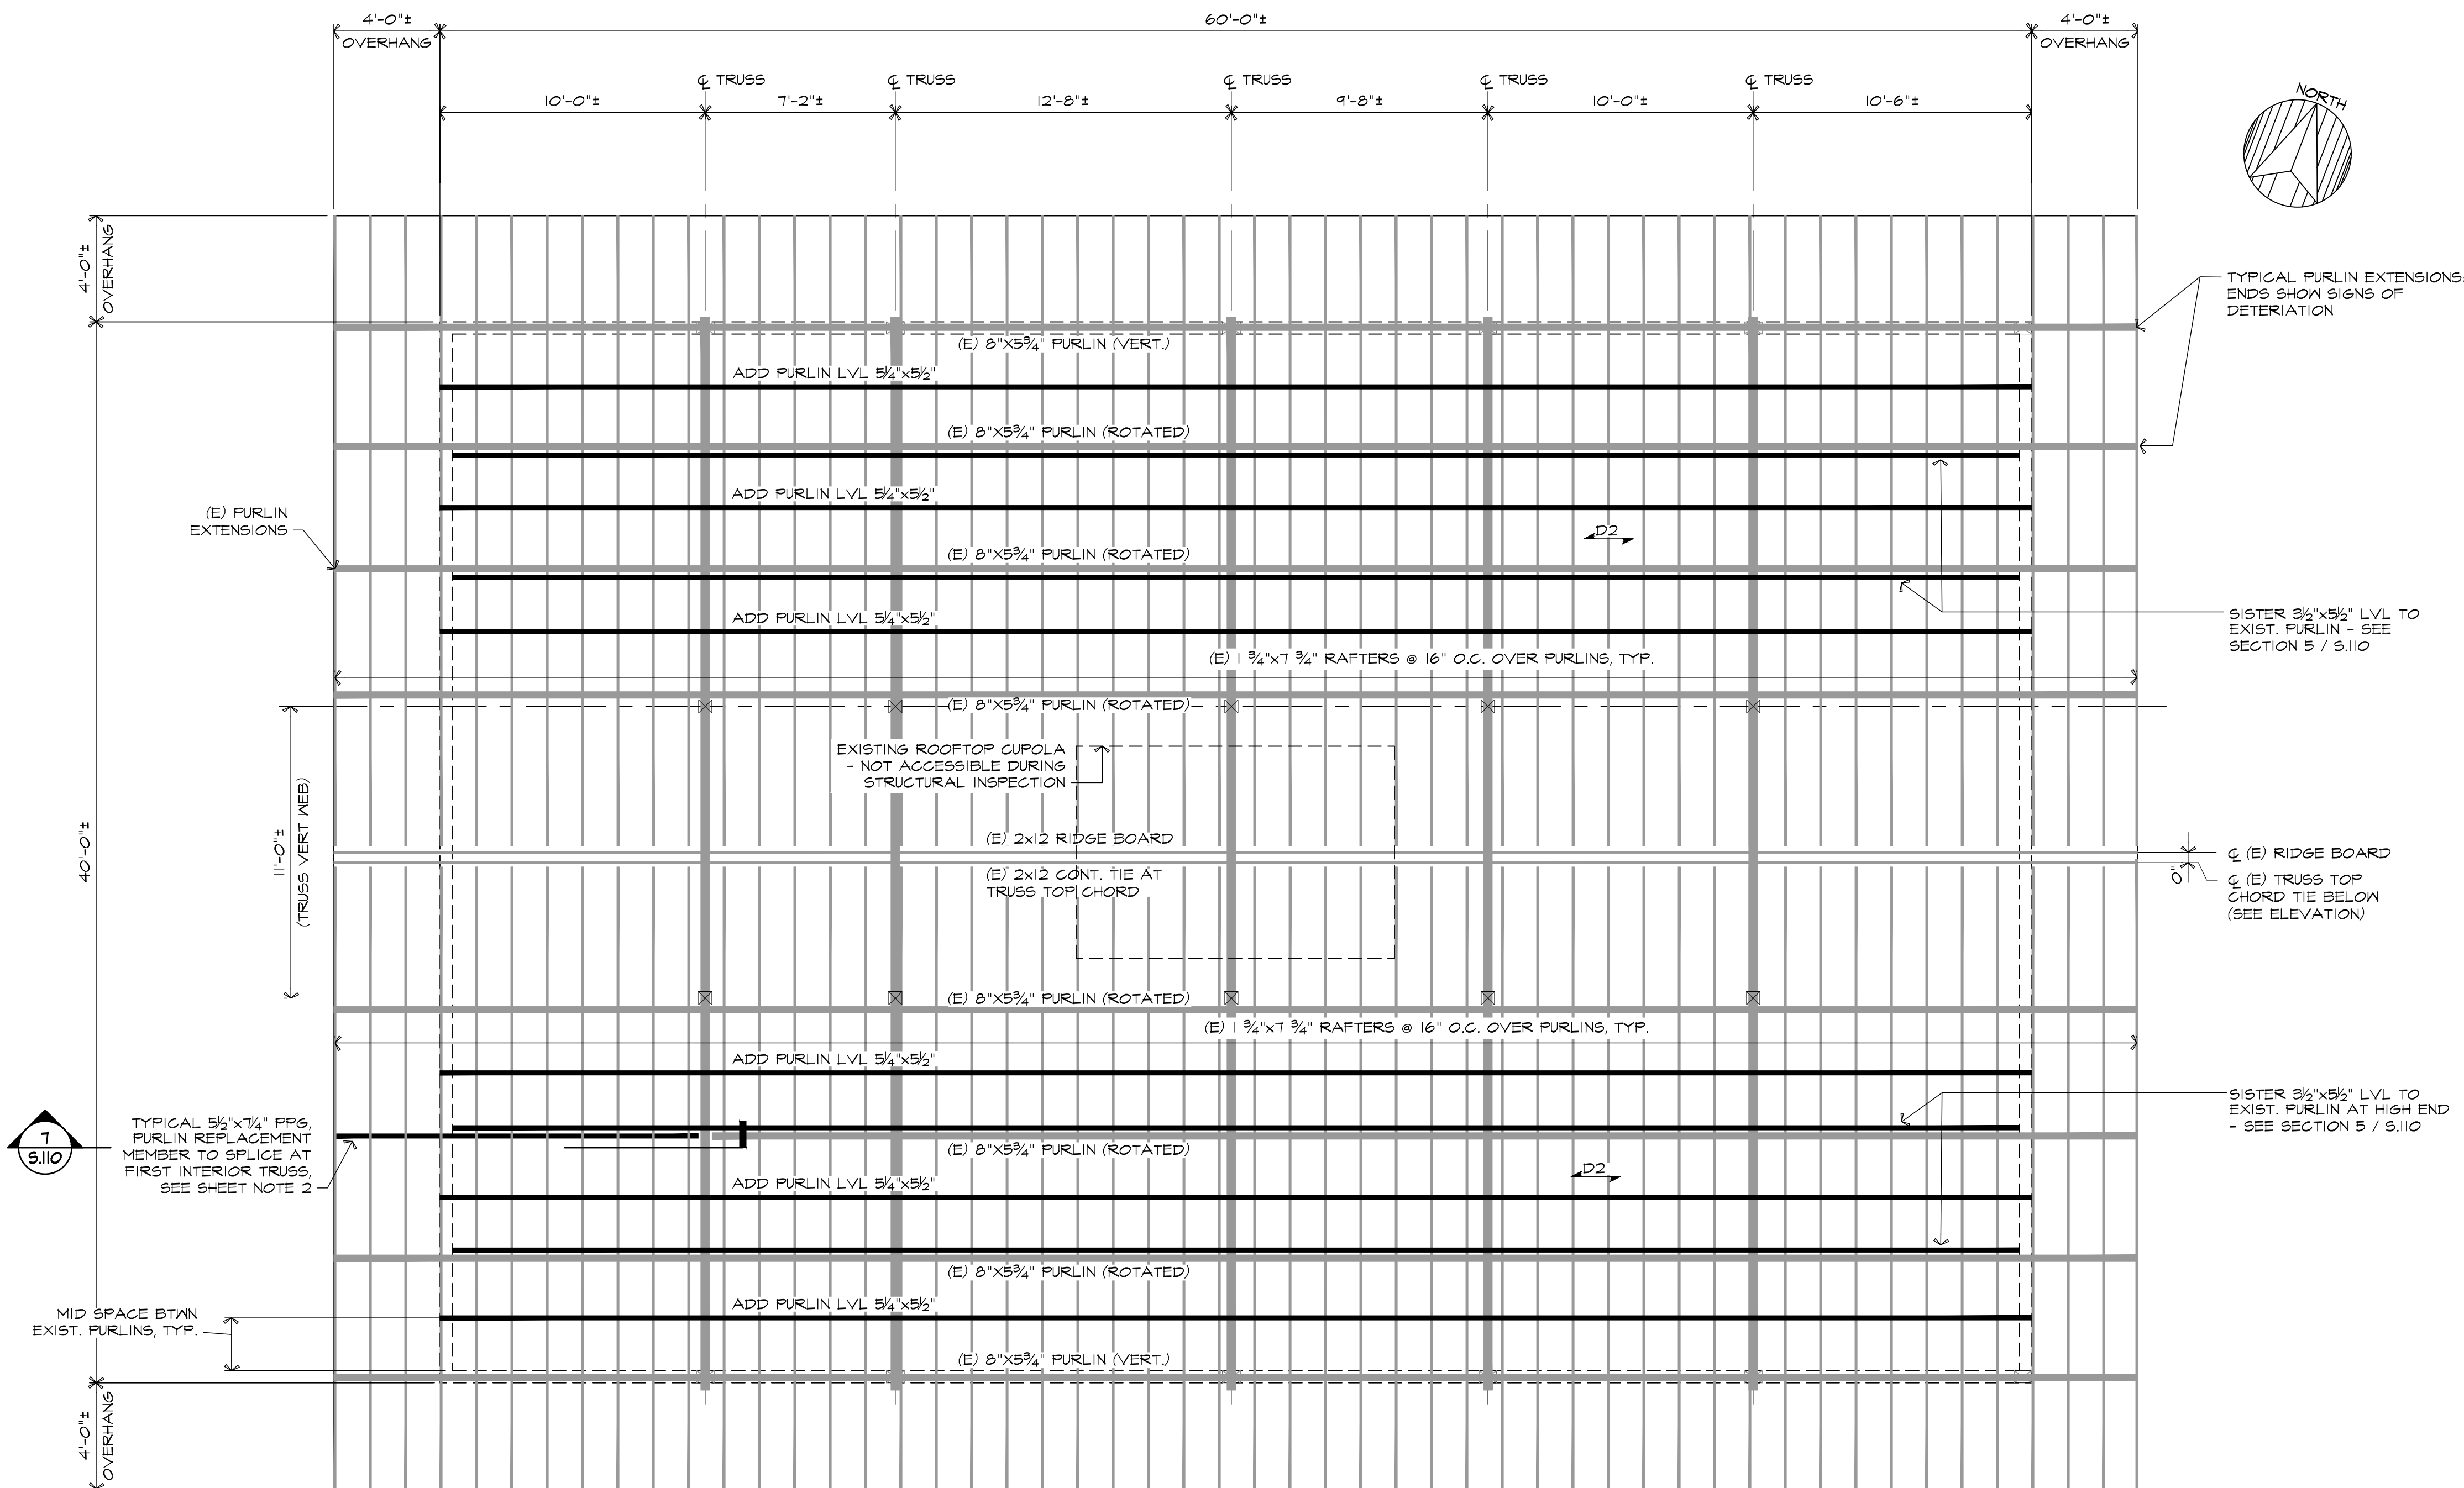 4'-0"±
OVERHANG
60'-0"±
4'-0"±
OVERHANG
℄ TRUSS
℄ TRUSS
℄ TRUSS
℄ TRUSS
℄ TRUSS
10'-0"±
7'-2"±
12'-8"±
9'-8"±
10'-0"±
10'-6"±
NORTH
4'-0"±
OVERHANG
TYPICAL PURLIN EXTENSIONS
ENDS SHOW SIGNS OF
DETERIATION
(E) 8"X5¾" PURLIN (VERT.)
ADD PURLIN LVL 5¼"x5½"
(E) 8"X5¾" PURLIN (ROTATED)
ADD PURLIN LVL 5¼"x5½"
(E) PURLIN
EXTENSIONS
D2
(E) 8"X5¾" PURLIN (ROTATED)
ADD PURLIN LVL 5¼"x5½"
SISTER 3½"x5½" LVL TO
EXIST. PURLIN - SEE
SECTION 5 / S.110
(E) 1 ¾"x7 ¾" RAFTERS @ 16" O.C. OVER PURLINS, TYP.
(E) 8"X5¾" PURLIN (ROTATED)
EXISTING ROOFTOP CUPOLA
- NOT ACCESSIBLE DURING
STRUCTURAL INSPECTION
40'-0"±
11'-0"±
(TRUSS VERT WEB)
(E) 2x12 RIDGE BOARD
(E) 2x12 CONT. TIE AT
TRUSS TOP CHORD
0"
℄ (E) RIDGE BOARD
℄ (E) TRUSS TOP
CHORD TIE BELOW
(SEE ELEVATION)
(E) 8"X5¾" PURLIN (ROTATED)
(E) 1 ¾"x7 ¾" RAFTERS @ 16" O.C. OVER PURLINS, TYP.
ADD PURLIN LVL 5¼"x5½"
7
S.110
TYPICAL 5½"x7¼" PPG,
PURLIN REPLACEMENT
MEMBER TO SPLICE AT
FIRST INTERIOR TRUSS,
SEE SHEET NOTE 2
SISTER 3½"x5½" LVL TO
EXIST. PURLIN AT HIGH END
- SEE SECTION 5 / S.110
(E) 8"X5¾" PURLIN (ROTATED)
D2
ADD PURLIN LVL 5¼"x5½"
(E) 8"X5¾" PURLIN (ROTATED)
ADD PURLIN LVL 5¼"x5½"
MID SPACE BTWN
EXIST. PURLINS, TYP.
(E) 8"X5¾" PURLIN (VERT.)
4'-0"±
OVERHANG